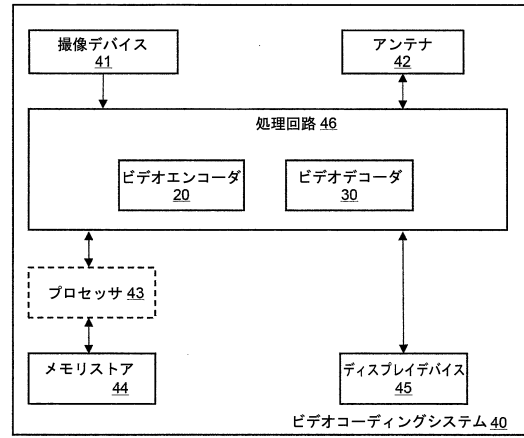 撮像デバイス
41
アンテナ
42
処理回路 46
ビデオエンコーダ
20
ビデオデコーダ
30
プロセッサ 43
メモリストア
44
ディスプレイデバイス
45
ビデオコーディングシステム 40